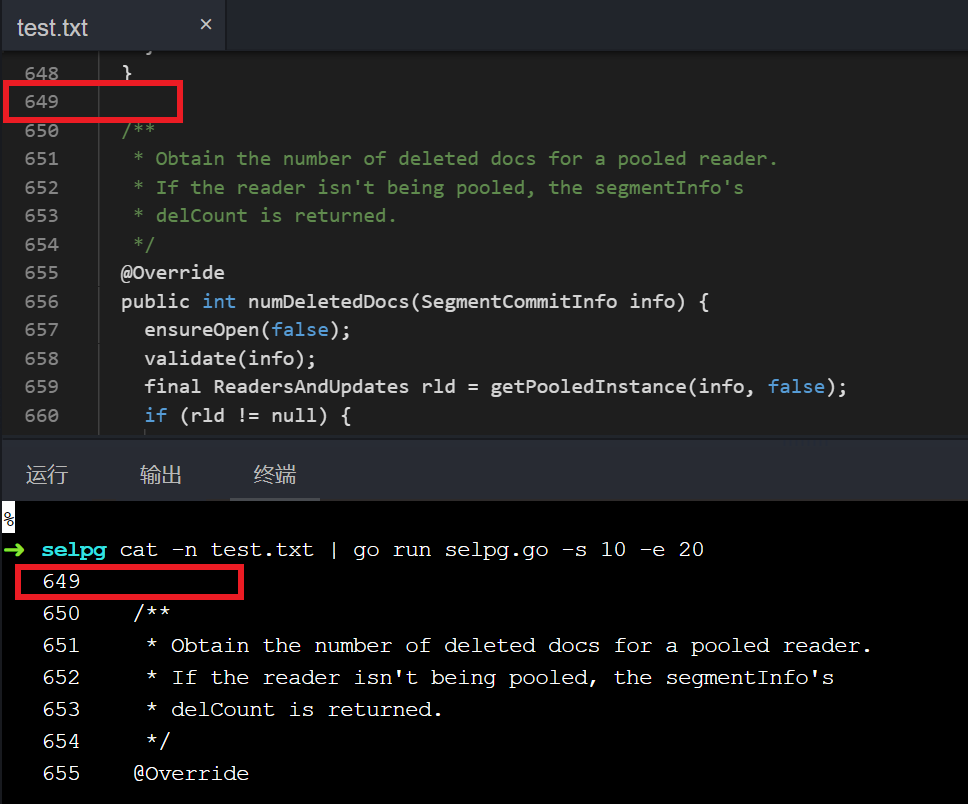 test.txt ×
648 }
649
650 /**
651 * Obtain the number of deleted docs for a pooled reader.
652 * If the reader isn't being pooled, the segmentInfo's
653 * delCount is returned.
654 */
655 @Override
656 public int numDeletedDocs(SegmentCommitInfo info) {
657 ensureOpen(false);
658 validate(info);
659 final ReadersAndUpdates rld = getPooledInstance(info, false);
660 if (rld != null) {
运行 输出 终端
%
➜ selpg cat -n test.txt | go run selpg.go -s 10 -e 20
649
650 /**
651 * Obtain the number of deleted docs for a pooled reader.
652 * If the reader isn't being pooled, the segmentInfo's
653 * delCount is returned.
654 */
655 @Override